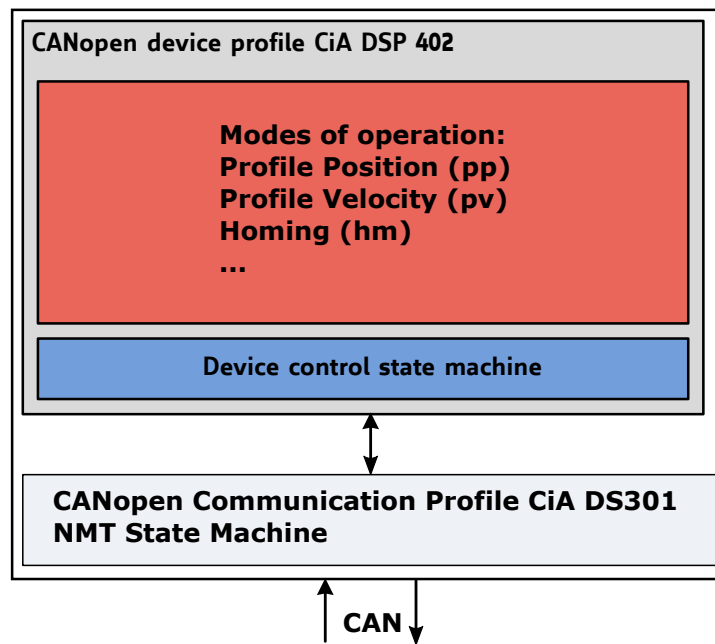 CANopen device profile CiA DSP 402
Modes of operation:
Profile Position (pp)
Profile Velocity (pv)
Homing (hm)
...
Device control state machine
CANopen Communication Profile CiA DS301
NMT State Machine
CAN